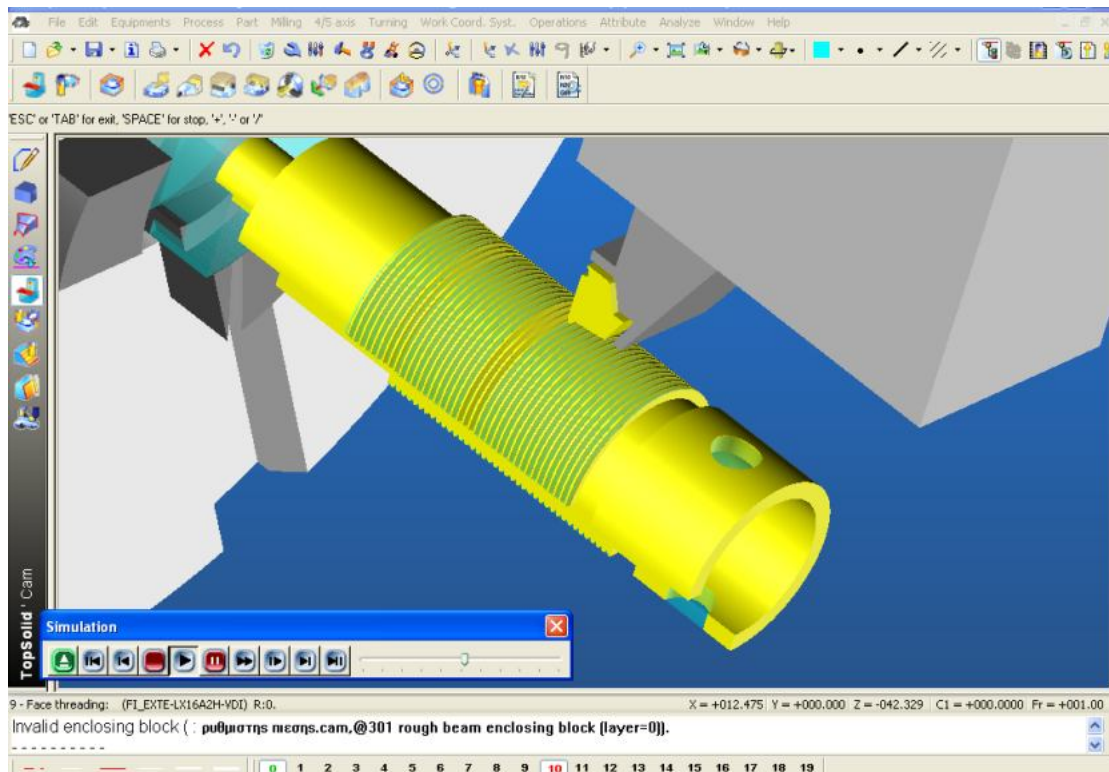 File Edit Equipments Process Part Milling 4/5 axis Turning Work Coord. Syst. Operations Attribute Analyze Window Help
'ESC' or 'TAB' for exit, 'SPACE' for stop, '+', '-' or '/'
TopSolid'Cam
Simulation
9 - Face threading: (FI_EXTE-LX16A2H-VDI) R:0.
X = +012.475 Y = +000.000 Z = -042.329 C1 = +000.0000 Fr = +001.00
Invalid enclosing block ( : ρυθμιστης πιεσης.cam,@301 rough beam enclosing block (layer=0)).
- - - - - - - - - -
0 1 2 3 4 5 6 7 8 9 10 11 12 13 14 15 16 17 18 19